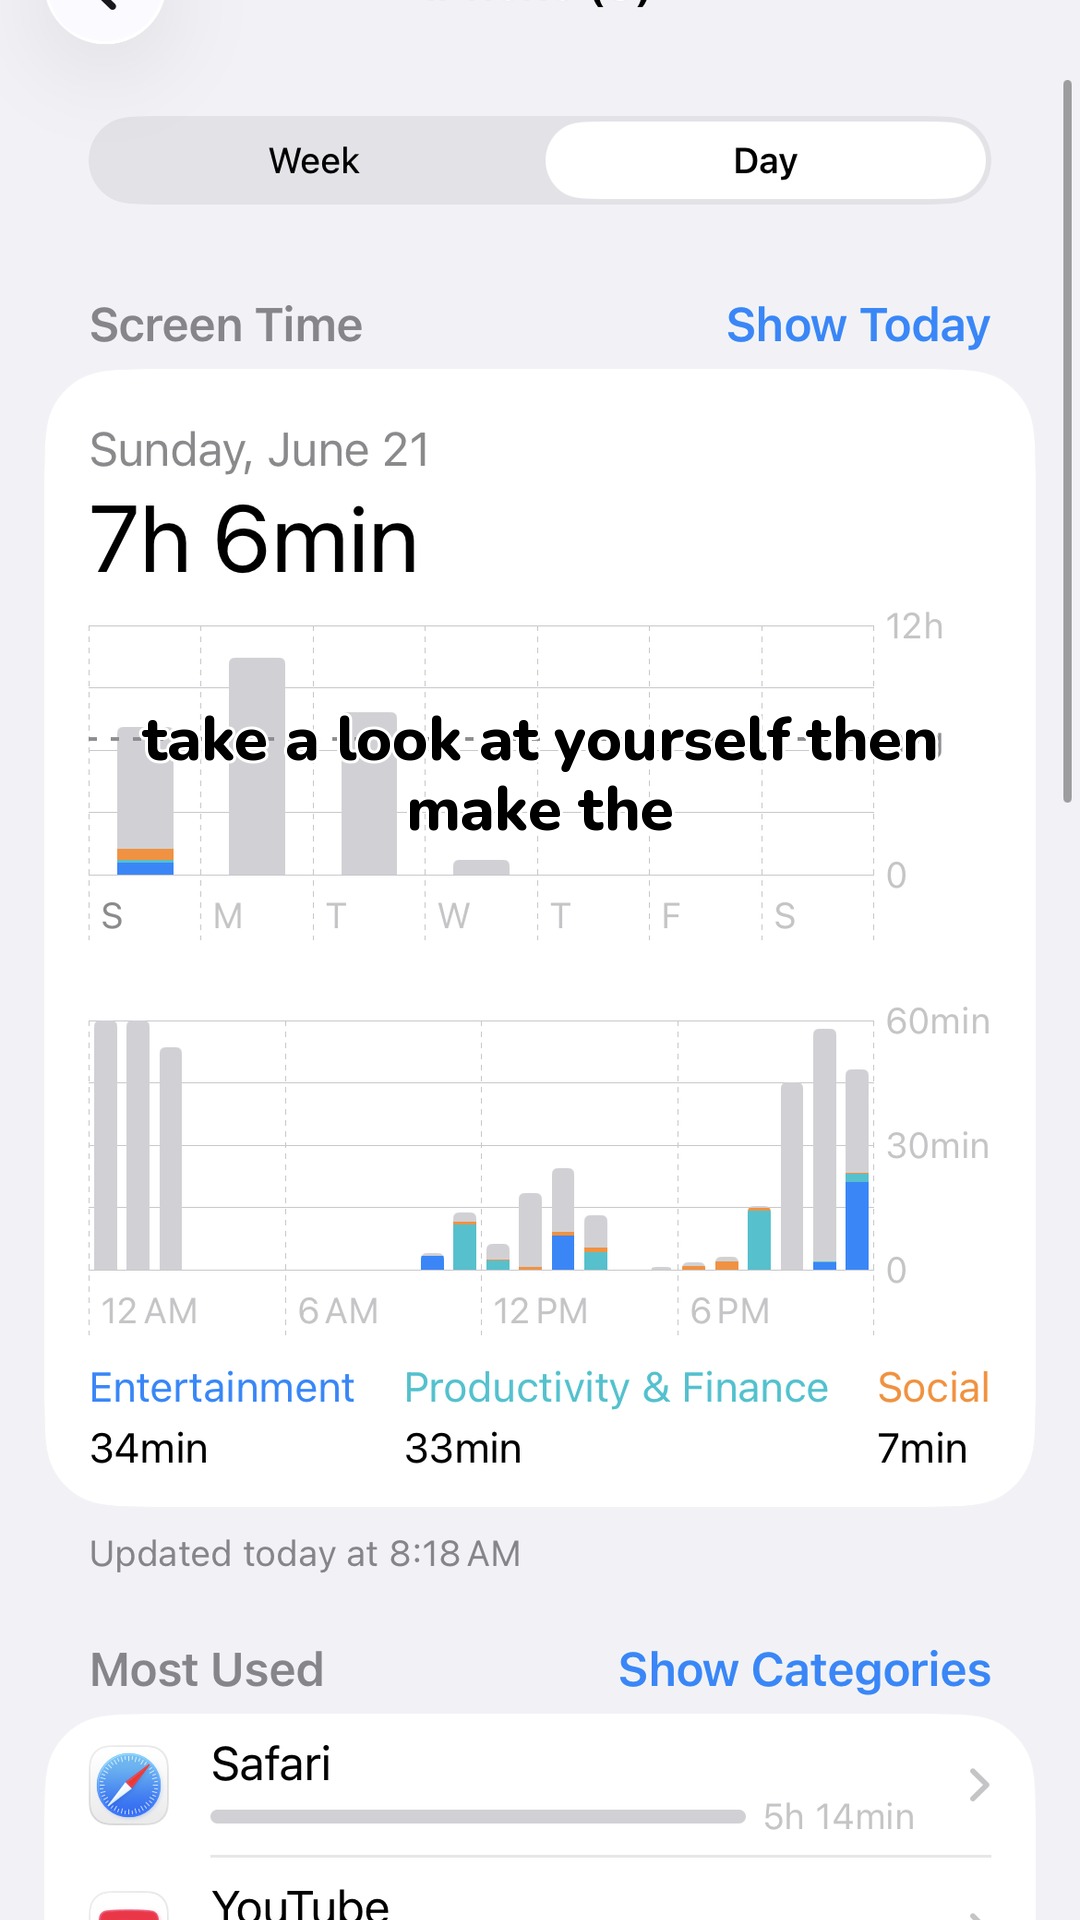 Week
Day
Screen Time
Show Today
Sunday, June 21
7h 6min
12h
take a look at yourself then
make the
0
S M T W T F S
60min
30min
0
12 AM 6 AM 12 PM 6 PM
Entertainment Productivity & Finance Social
34min 33min 7min
Updated today at 8:18 AM
Most Used
Show Categories
Safari
5h 14min
YouTube